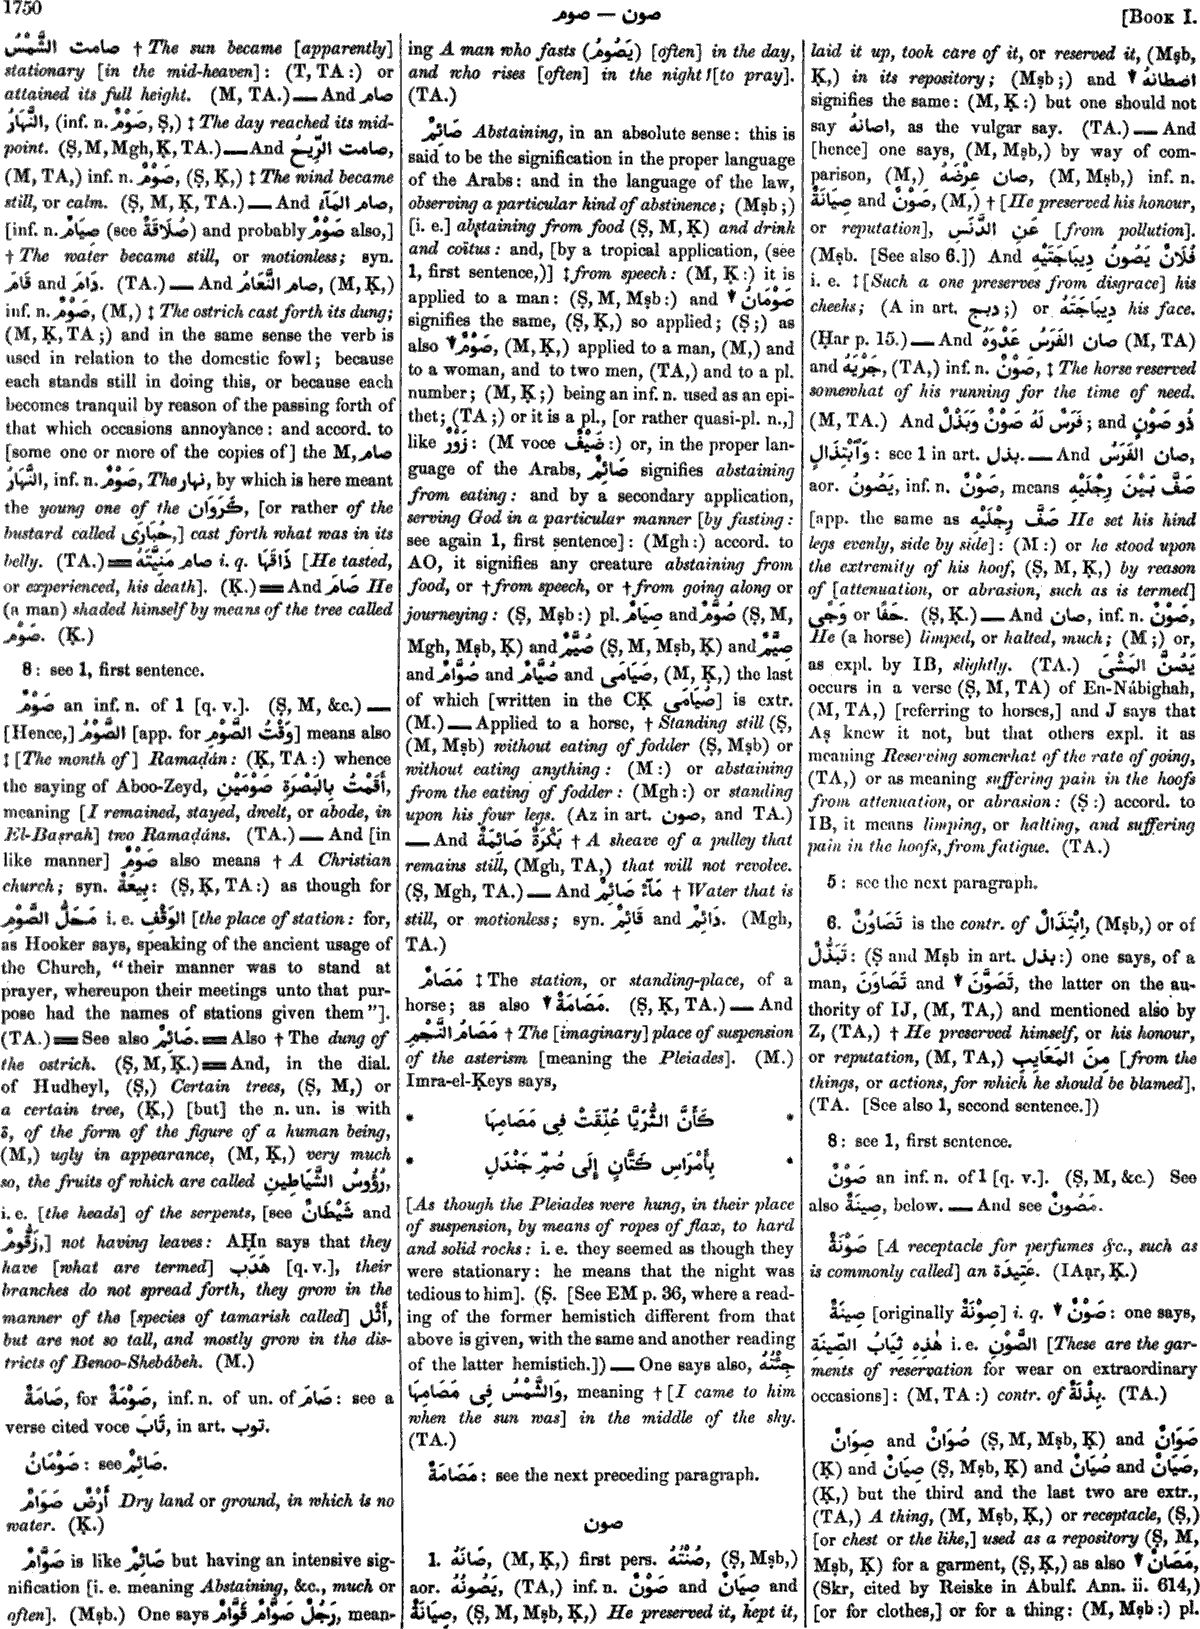 1750
صون — صوم
[Book I.
صامت الشَّمْسُ † The sun became [apparently]
stationary [in the mid-heaven]: (T, TA:) or
attained its full height. (M, TA.) — And صام
النَّهَارُ, (inf. n. صَوْمٌ, Ṣ,) ‡ The day reached its mid-
point. (Ṣ, M, Mgh, Ḳ, TA.) — And صامت الرِّيحُ,
(M, TA,) inf. n. صَوْمٌ, (Ṣ, Ḳ,) ‡ The wind became
still, or calm. (Ṣ, M, Ḳ, TA.) — And صام المَآءُ,
[inf. n. صِيَامٌ (see صُلَاقَةٌ) and probably صَوْمٌ also,]
† The water became still, or motionless; syn.
قَامَ and دَامَ. (TA.) — And صام النَّعَامُ, (M, Ḳ,)
inf. n. صَوْمٌ, (M,) ‡ The ostrich cast forth its dung;
(M, Ḳ, TA;) and in the same sense the verb is
used in relation to the domestic fowl; because
each stands still in doing this, or because each
becomes tranquil by reason of the passing forth of
that which occasions annoyance: and accord. to
[some one or more of the copies of] the M, صام
النَّهَارُ, inf. n. صَوْمٌ, The نهار, by which is here meant
the young one of the كَرَوَان, [or rather of the
bustard called حُبَارَى,] cast forth what was in its
belly. (TA.) == صام مَنِيَّتَهُ i. q. ذَاقَهَا [He tasted,
or experienced, his death]. (Ḳ.) == And صَامَ He
(a man) shaded himself by means of the tree called
صَوْم. (Ḳ.)
8: see 1, first sentence.
صَوْمٌ an inf. n. of 1 [q. v.]. (Ṣ, M, &c.) —
[Hence,] الصَّوْمُ [app. for وَقْتُ الصَّوْمِ] means also
‡ [The month of] Ramaḍán: (Ḳ, TA:) whence
the saying of Aboo-Zeyd, أَقَمْتُ بِالبَصْرَةِ صَوْمَيْنِ,
meaning [I remained, stayed, dwelt, or abode, in
El-Baṣrah] two Ramaḍáns. (TA.) — And [in
like manner] صَوْمٌ also means † A Christian
church; syn. بِيعَةٌ: (Ṣ, Ḳ, TA:) as though for
مَحَلُّ الصَّوْمِ i. e. الوَقْفِ [the place of station: for,
as Hooker says, speaking of the ancient usage of
the Church, "their manner was to stand at
prayer, whereupon their meetings unto that pur-
pose had the names of stations given them"].
(TA.) == See also صَائِمٌ. == Also † The dung of
the ostrich. (Ṣ, M, Ḳ.) == And, in the dial.
of Hudheyl, (Ṣ,) Certain trees, (Ṣ, M,) or
a certain tree, (Ḳ,) [but] the n. un. is with
ة, of the form of the figure of a human being,
(M,) ugly in appearance, (M, Ḳ,) very much
so, the fruits of which are called رُؤُوسُ الشَّيَاطِينِ,
i. e. [the heads] of the serpents, [see شَيْطَانٌ and
زَقُّومٌ,] not having leaves: AḤn says that they
have [what are termed] هَدَب [q. v.], their
branches do not spread forth, they grow in the
manner of the [species of tamarisk called] أَثْل,
but are not so tall, and mostly grow in the dis-
tricts of Benoo-Shebábeh. (M.)
صَامَةٌ, for صَوْمَةٌ, inf. n. of un. of صَامَ: see a
verse cited voce تَابَ, in art. توب.
صَوْمَانُ: see صَائِمٌ.
أَرْضٌ صَوَامٌ Dry land or ground, in which is no
water. (Ḳ.)
صَوَّامٌ is like صَائِمٌ but having an intensive sig-
nification [i. e. meaning Abstaining, &c., much or
often]. (Mṣb.) One says رَجُلٌ صَوَّامٌ قَوَّامٌ, mean-
ing A man who fasts (يَصُومُ) [often] in the day,
and who rises [often] in the night [to pray].
(TA.)
صَائِمٌ Abstaining, in an absolute sense: this is
said to be the signification in the proper language
of the Arabs: and in the language of the law,
observing a particular kind of abstinence; (Mṣb;)
[i. e.] abstaining from food (Ṣ, M, Ḳ) and drink
and coïtus: and, [by a tropical application, (see
1, first sentence,)] ‡ from speech: (M, Ḳ:) it is
applied to a man: (Ṣ, M, Mṣb:) and ▼ صَوْمَانُ
signifies the same, (Ṣ, Ḳ,) so applied; (Ṣ;) as
also ▼ صَوْمٌ, (M, Ḳ,) applied to a man, (M,) and
to a woman, and to two men, (TA,) and to a pl.
number; (M, Ḳ;) being an inf. n. used as an epi-
thet; (TA;) or it is a pl., [or rather quasi-pl. n.,]
like زَوْرٌ: (M voce ضَيْفٌ:) or, in the proper lan-
guage of the Arabs, صَائِمٌ signifies abstaining
from eating: and by a secondary application,
serving God in a particular manner [by fasting:
see again 1, first sentence]: (Mgh:) accord. to
AO, it signifies any creature abstaining from
food, or † from speech, or † from going along or
journeying: (Ṣ, Mṣb:) pl. صِيَامٌ and صُوَّمٌ (Ṣ, M,
Mgh, Mṣb, Ḳ) and صُيَّمٌ (Ṣ, M, Mṣb, Ḳ) and صِيَّمٌ
and صُوَّامٌ and صُيَّامٌ and صَيَامَى, (M, Ḳ,) the last
of which [written in the CḲ صُيَامَى] is extr.
(M.) — Applied to a horse, † Standing still (Ṣ,
(M, Mṣb) without eating of fodder (Ṣ, Mṣb) or
without eating anything: (M:) or abstaining
from the eating of fodder: (Mgh:) or standing
upon his four legs. (Az in art. صون, and TA.)
— And بَكْرَةٌ صَائِمَةٌ † A sheave of a pulley that
remains still, (Mgh, TA,) that will not revolve.
(Ṣ, Mgh, TA.) — And مَآءٌ صَائِمٌ † Water that is
still, or motionless; syn. قَائِمٌ and دَائِمٌ. (Mgh,
TA.)
مَصَامٌ ‡ The station, or standing-place, of a
horse; as also ▼ مَصَامَةٌ. (Ṣ, Ḳ, TA.) — And
مَصَامُ النَّجْمِ † The [imaginary] place of suspension
of the asterism [meaning the Pleiades]. (M.)
Imra-el-Ḳeys says,
* كَأَنَّ الثُّرَيَّا عُلِّقَتْ فِى مَصَامِهَا *
* بِأَمْرَاسِ كَتَّانٍ إِلَى صُمِّ جَنْدَلِ *
[As though the Pleiades were hung, in their place
of suspension, by means of ropes of flax, to hard
and solid rocks: i. e. they seemed as though they
were stationary: he means that the night was
tedious to him]. (Ṣ. [See EM p. 36, where a read-
ing of the former hemistich different from that
above is given, with the same and another reading
of the latter hemistich.]) — One says also, جِئْتُهُ
وَالشَّمْسُ فِى مَصَامِهَا, meaning † [I came to him
when the sun was] in the middle of the sky.
(TA.)
مَصَامَةٌ: see the next preceding paragraph.
صون
1. صَانَهُ, (M, Ḳ,) first pers. صُنْتُهُ, (Ṣ, Mṣb,)
aor. يَصُونُهُ, (TA,) inf. n. صَوْنٌ and صِيَانٌ and
صِيَانَةٌ, (Ṣ, M, Mṣb, Ḳ,) He preserved it, kept it,
laid it up, took care of it, or reserved it, (Mṣb,
Ḳ,) in its repository; (Mṣb;) and ▼ اصطانهُ
signifies the same: (M, Ḳ:) but one should not
say اصانهُ, as the vulgar say. (TA.) — And
[hence] one says, (M, Mṣb,) by way of com-
parison, (M,) صان عِرْضَهُ, (M, Mṣb,) inf. n.
صِيَانَةٌ and صَوْنٌ, (M,) † [He preserved his honour,
or reputation], عَنِ الدَّنَسِ [from pollution].
(Mṣb. [See also 6.]) And فُلَانٌ يَصُونُ دِيبَاجَتَيْهِ
i. e. ‡ [Such a one preserves from disgrace] his
cheeks; (A in art. دبج;) or دِيبَاجَتَهُ his face.
(Ḥar p. 15.) — And صان الفَرَسُ عَدْوَهُ (M, TA)
and جَرْيَهُ, (TA,) inf. n. صَوْنٌ, ‡ The horse reserved
somewhat of his running for the time of need.
(M, TA.) And فَرَسٌ لَهُ صَوْنٌ وَبَذْلٌ; and ذُو صَوْنٍ
وَٱبْتِذَالٍ: see 1 in art. بذل. — And صان الفَرَسُ,
aor. يَصُونُ, inf. n. صَوْنٌ, means صَفَّ بَيْنَ رِجْلَيْهِ
[app. the same as صَفَّ رِجْلَيْهِ He set his hind
legs evenly, side by side]: (M:) or he stood upon
the extremity of his hoof, (Ṣ, M, Ḳ,) by reason
of [attenuation, or abrasion, such as is termed]
وَجًى or حَفًا. (Ṣ, Ḳ.) — And صان, inf. n. صَوْنٌ,
He (a horse) limped, or halted, much; (M;) or,
as expl. by IB, slightly. (TA.) يَصُنَّ المَشْىَ
occurs in a verse (Ṣ, M, TA) of En-Nábighah,
(M, TA,) [referring to horses,] and J says that
Aṣ knew it not, but that others expl. it as
meaning Reserving somewhat of the rate of going,
(TA,) or as meaning suffering pain in the hoofs
from attenuation, or abrasion: (Ṣ:) accord. to
IB, it means limping, or halting, and suffering
pain in the hoofs, from fatigue. (TA.)
5: see the next paragraph.
6. تَصَاوُنٌ is the contr. of اِبْتِذَالٌ, (Mṣb,) or of
تَبَذُّلٌ: (Ṣ and Mṣb in art. بذل:) one says, of a
man, تَصَاوَنَ and ▼ تَصَوَّنَ, the latter on the au-
thority of IJ, (M, TA,) and mentioned also by
Z, (TA,) † He preserved himself, or his honour,
or reputation, (M, TA,) مِنَ المَعَايِبِ [from the
things, or actions, for which he should be blamed].
(TA. [See also 1, second sentence.])
8: see 1, first sentence.
صَوْنٌ an inf. n. of 1 [q. v.]. (Ṣ, M, &c.) See
also صِينَةٌ, below. — And see مَصُونٌ.
صَوْنَةٌ [A receptacle for perfumes &c., such as
is commonly called] an عَتِيدَة. (IAạr, Ḳ.)
صِينَةٌ [originally صِوْنَةٌ] i. q. ▼ صَوْنٌ: one says,
هٰذِهِ ثِيَابُ الصِّينَةِ i. e. الصَّوْنِ [These are the gar-
ments of reservation for wear on extraordinary
occasions]: (M, TA:) contr. of بِذْلَةٌ. (TA.)
صِوَانٌ and صُوَانٌ (Ṣ, M, Mṣb, Ḳ) and صَوَانٌ
(Ḳ) and صِيَانٌ (Ṣ, Mṣb, Ḳ) and صُيَانٌ and صَيَانٌ,
(Ḳ,) but the third and the last two are extr.,
(TA,) A thing, (M, Mṣb, Ḳ,) or receptacle, (Ṣ,)
[or chest or the like,] used as a repository (Ṣ, M,
Mṣb, Ḳ) for a garment, (Ṣ, Ḳ,) as also ▼ مَصَانٌ,
(Skr, cited by Reiske in Abulf. Ann. ii. 614,)
[or for clothes,] or for a thing: (M, Mṣb:) pl.